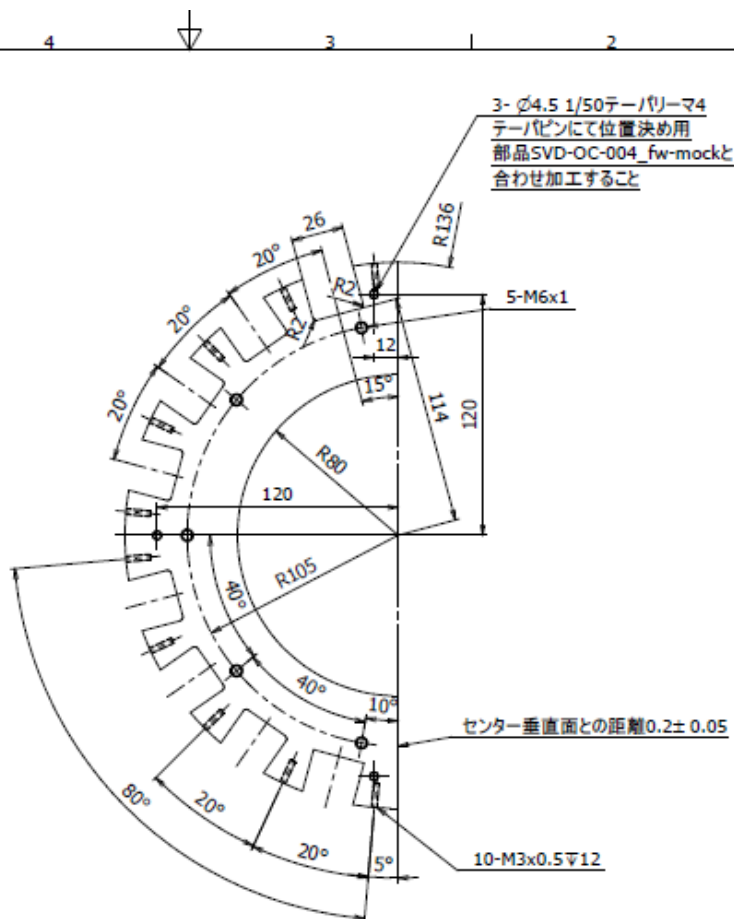 4
3
2
3- Ø4.5 1/50テーパリーマ4
テーパピンにて位置決め用
部品SVD-OC-004_fw-mockと
合わせ加工すること
26
R136
20°
R2
5-M6x1
20°
R2
12
15°
20°
114
120
R80
120
R105
40°
40°
10°
センター垂直面との距離0.2± 0.05
80°
20°
20°
5°
10-M3x0.5↧12